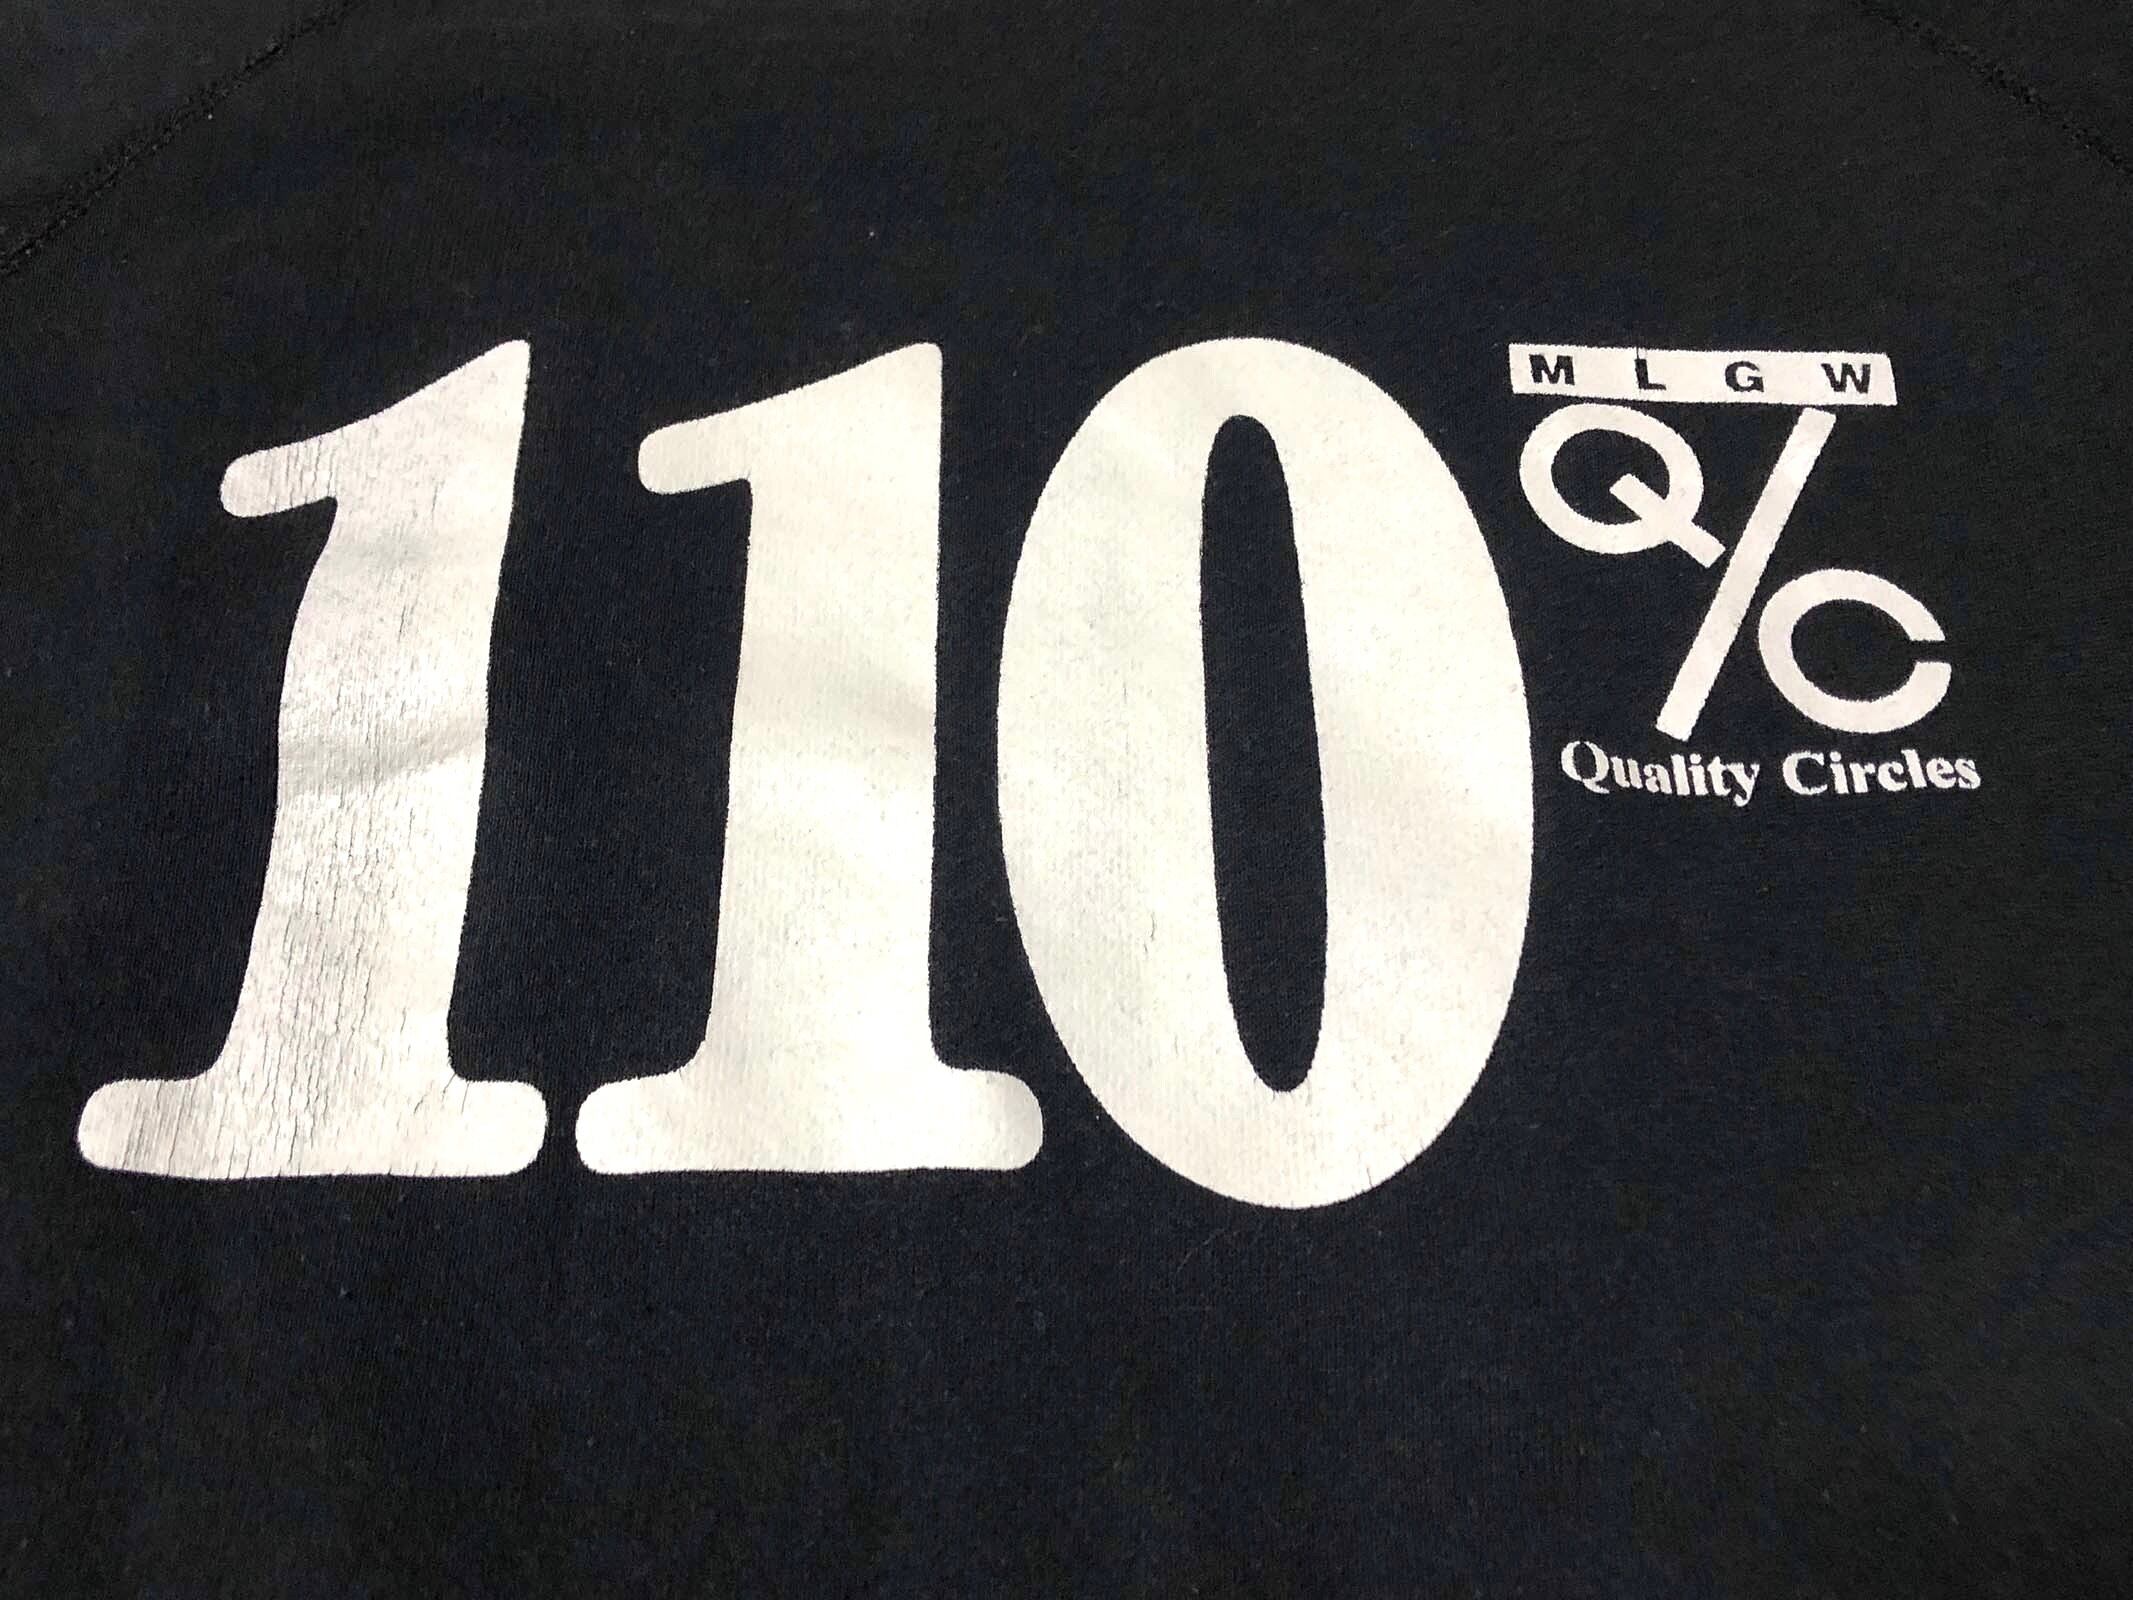 110
MLGW
Q/C
Quality Circles